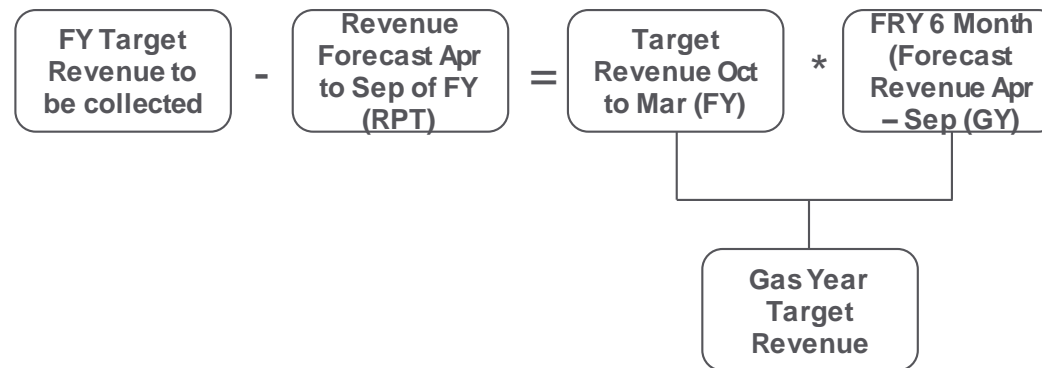 FY Target
Revenue to
be collected
-
Revenue
Forecast Apr
to Sep of FY
(RPT)
=
Target
Revenue Oct
to Mar (FY)
*
FRY 6 Month
(Forecast
Revenue Apr
– Sep (GY)
Gas Year
Target
Revenue